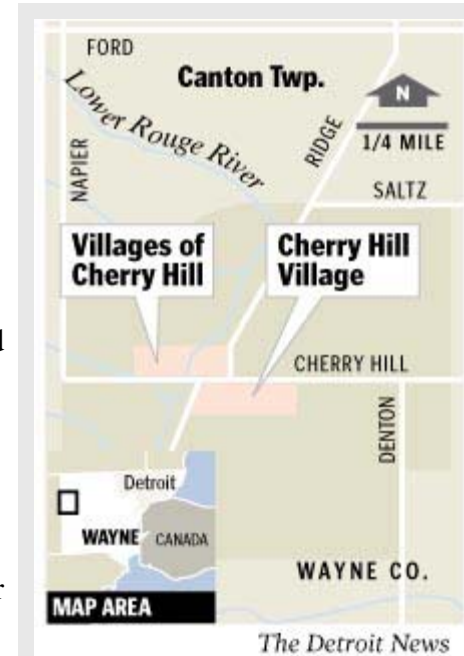 FORD
Canton Twp.
Lower Rouge River
N
1/4 MILE
NAPIER
RIDGE
SALTZ
Villages of
Cherry Hill
Cherry Hill
Village
CHERRY HILL
DENTON
Detroit
WAYNE
CANADA
WAYNE CO.
MAP AREA
The Detroit News